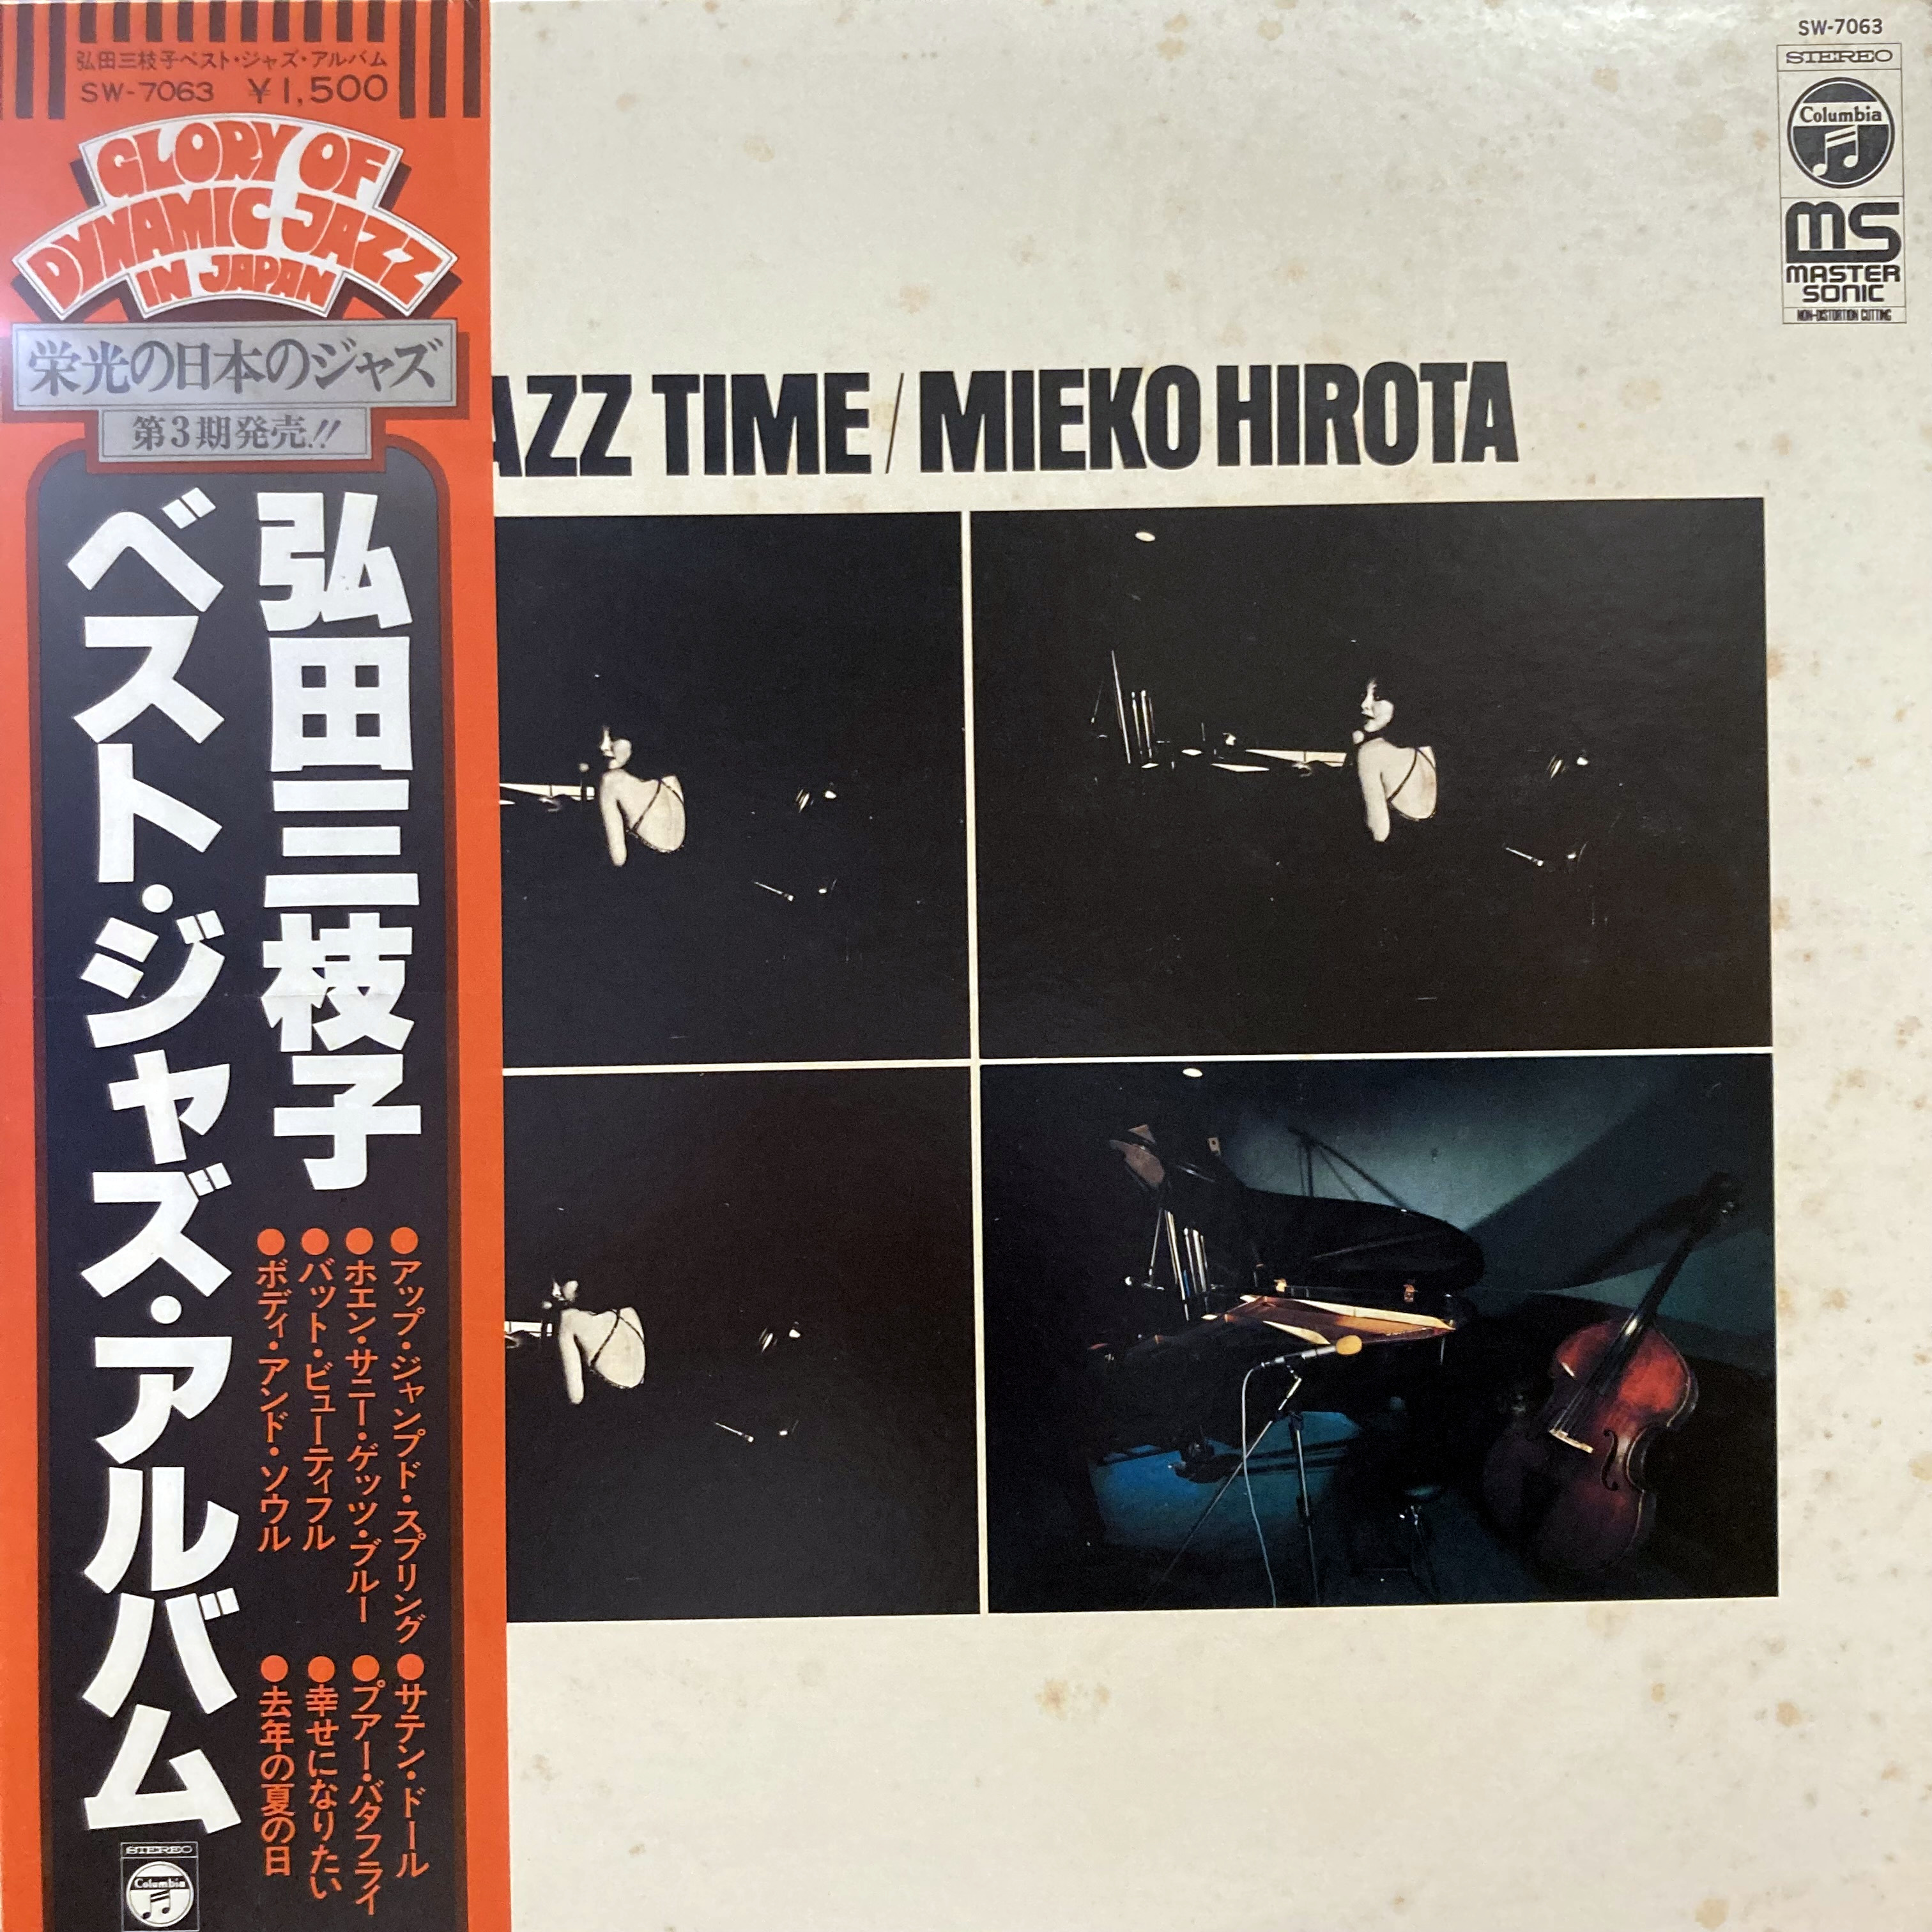 弘田三枝子ベスト・ジャズ・アルバム
SW-7063 ¥1,500
GLORY OF
DYNAMIC JAZZ
IN JAPAN
栄光の日本のジャズ
第3期発売!!
弘田三枝子
ベスト・ジャズ・アルバム
●アップ・ジャンプド・スプリング
●ホエン・サニー・ゲッツ・ブルー
●バット・ビューティフル
●ボディ・アンド・ソウル
●サテン・ドール
●プアー・バタフライ
●幸せになりたい
●去年の夏の日
STEREO
Columbia
AZZ TIME/MIEKO HIROTA
SW-7063
STEREO
Columbia
MS
MASTER
SONIC
NON-DISTORTION CUTTING